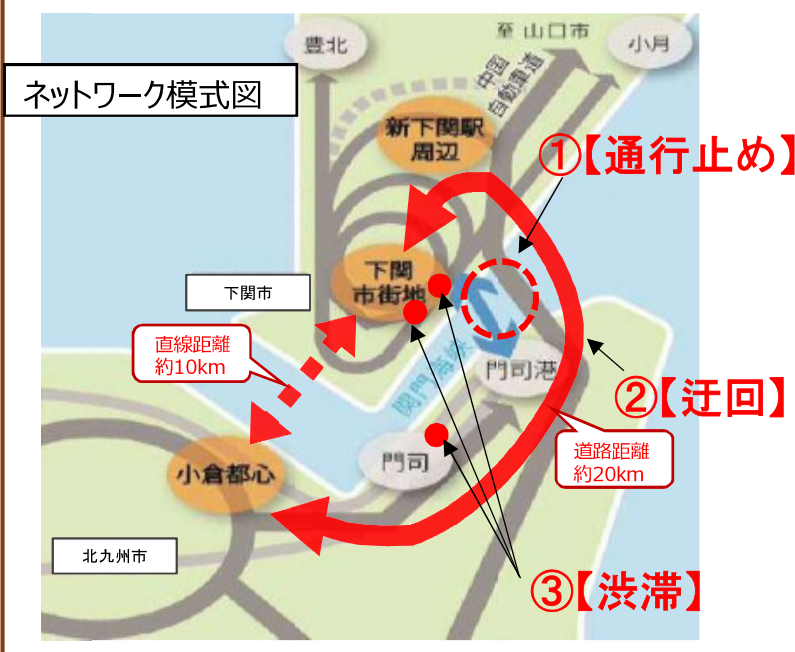 至 山口市
豊北
小月
ネットワーク模式図
中国
自動車道
新下関駅
周辺
①【通行止め】
下関
市街地
下関市
直線距離
約10km
関門海峡
門司港
②【迂回】
道路距離
約20km
門司
小倉都心
北九州市
③【渋滞】